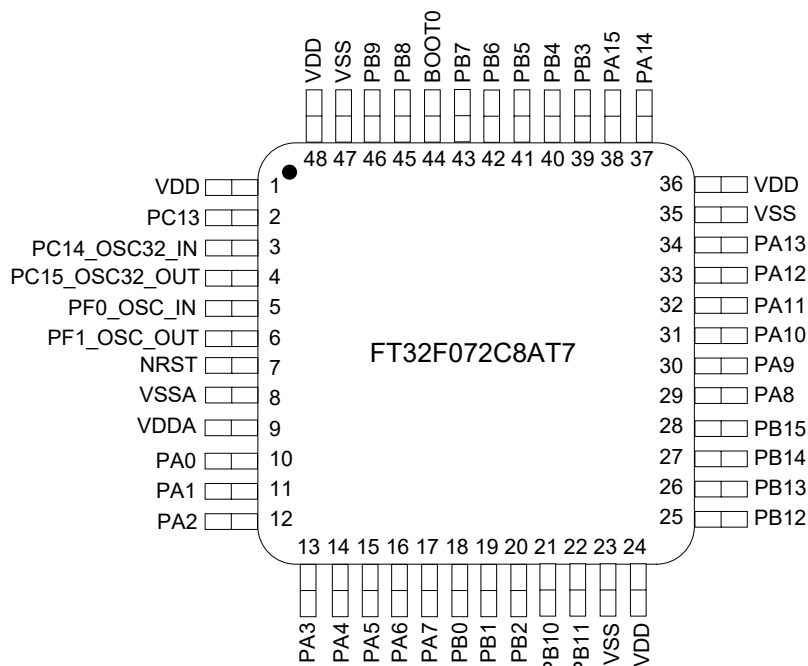 VDD VSS PB9 PB8 BOOT0 PB7 PB6 PB5 PB4 PB3 PA15 PA14
48 47 46 45 44 43 42 41 40 39 38 37
VDD 1 36 VDD
PC13 2 35 VSS
PC14_OSC32_IN 3 34 PA13
PC15_OSC32_OUT 4 33 PA12
PF0_OSC_IN 5 32 PA11
PF1_OSC_OUT 6 31 PA10
FT32F072C8AT7
NRST 7 30 PA9
VSSA 8 29 PA8
VDDA 9 28 PB15
PA0 10 27 PB14
PA1 11 26 PB13
PA2 12 25 PB12
13 14 15 16 17 18 19 20 21 22 23 24
PA3 PA4 PA5 PA6 PA7 PB0 PB1 PB2 PB10 PB11 VSS VDD